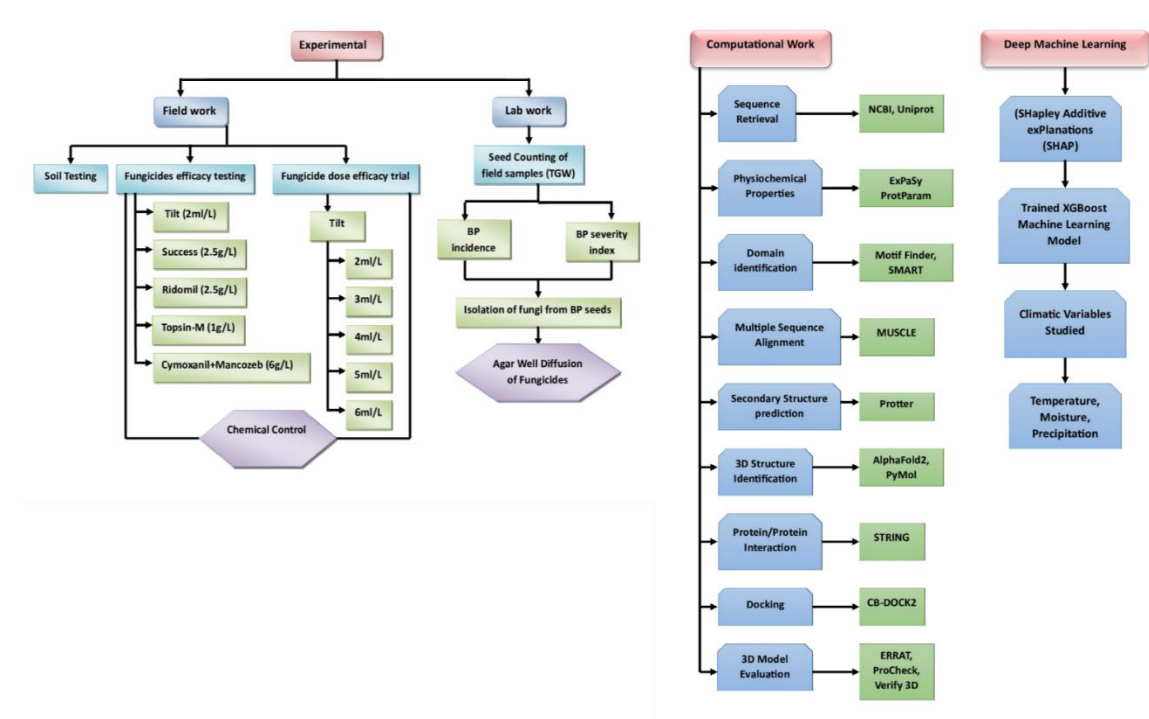 Experimental
Field work
Lab work
Soil Testing
Fungicides efficacy testing
Fungicide dose efficacy trial
Tilt (2ml/L)
Success (2.5g/L)
Ridomil (2.5g/L)
Topsin-M (1g/L)
Cymoxanil+Mancozeb (6g/L)
Tilt
2ml/L
3ml/L
4ml/L
5ml/L
6ml/L
Chemical Control
Seed Counting of
field samples (TGW)
BP
incidence
BP severity
index
Isolation of fungi from BP seeds
Agar Well Diffusion
of Fungicides
Computational Work
Sequence
Retrieval
NCBI, Uniprot
Physiochemical
Properties
ExPaSy
ProtParam
Domain
identification
Motif Finder,
SMART
Multiple Sequence
Alignment
MUSCLE
Secondary Structure
prediction
Protter
3D Structure
Identification
AlphaFold2,
PyMol
Protein/Protein
Interaction
STRING
Docking
CB-DOCK2
3D Model
Evaluation
ERRAT,
ProCheck,
Verify 3D
Deep Machine Learning
(SHapley Additive
exPlanations
(SHAP)
Trained XGBoost
Machine Learning
Model
Climatic Variables
Studied
Temperature,
Moisture,
Precipitation